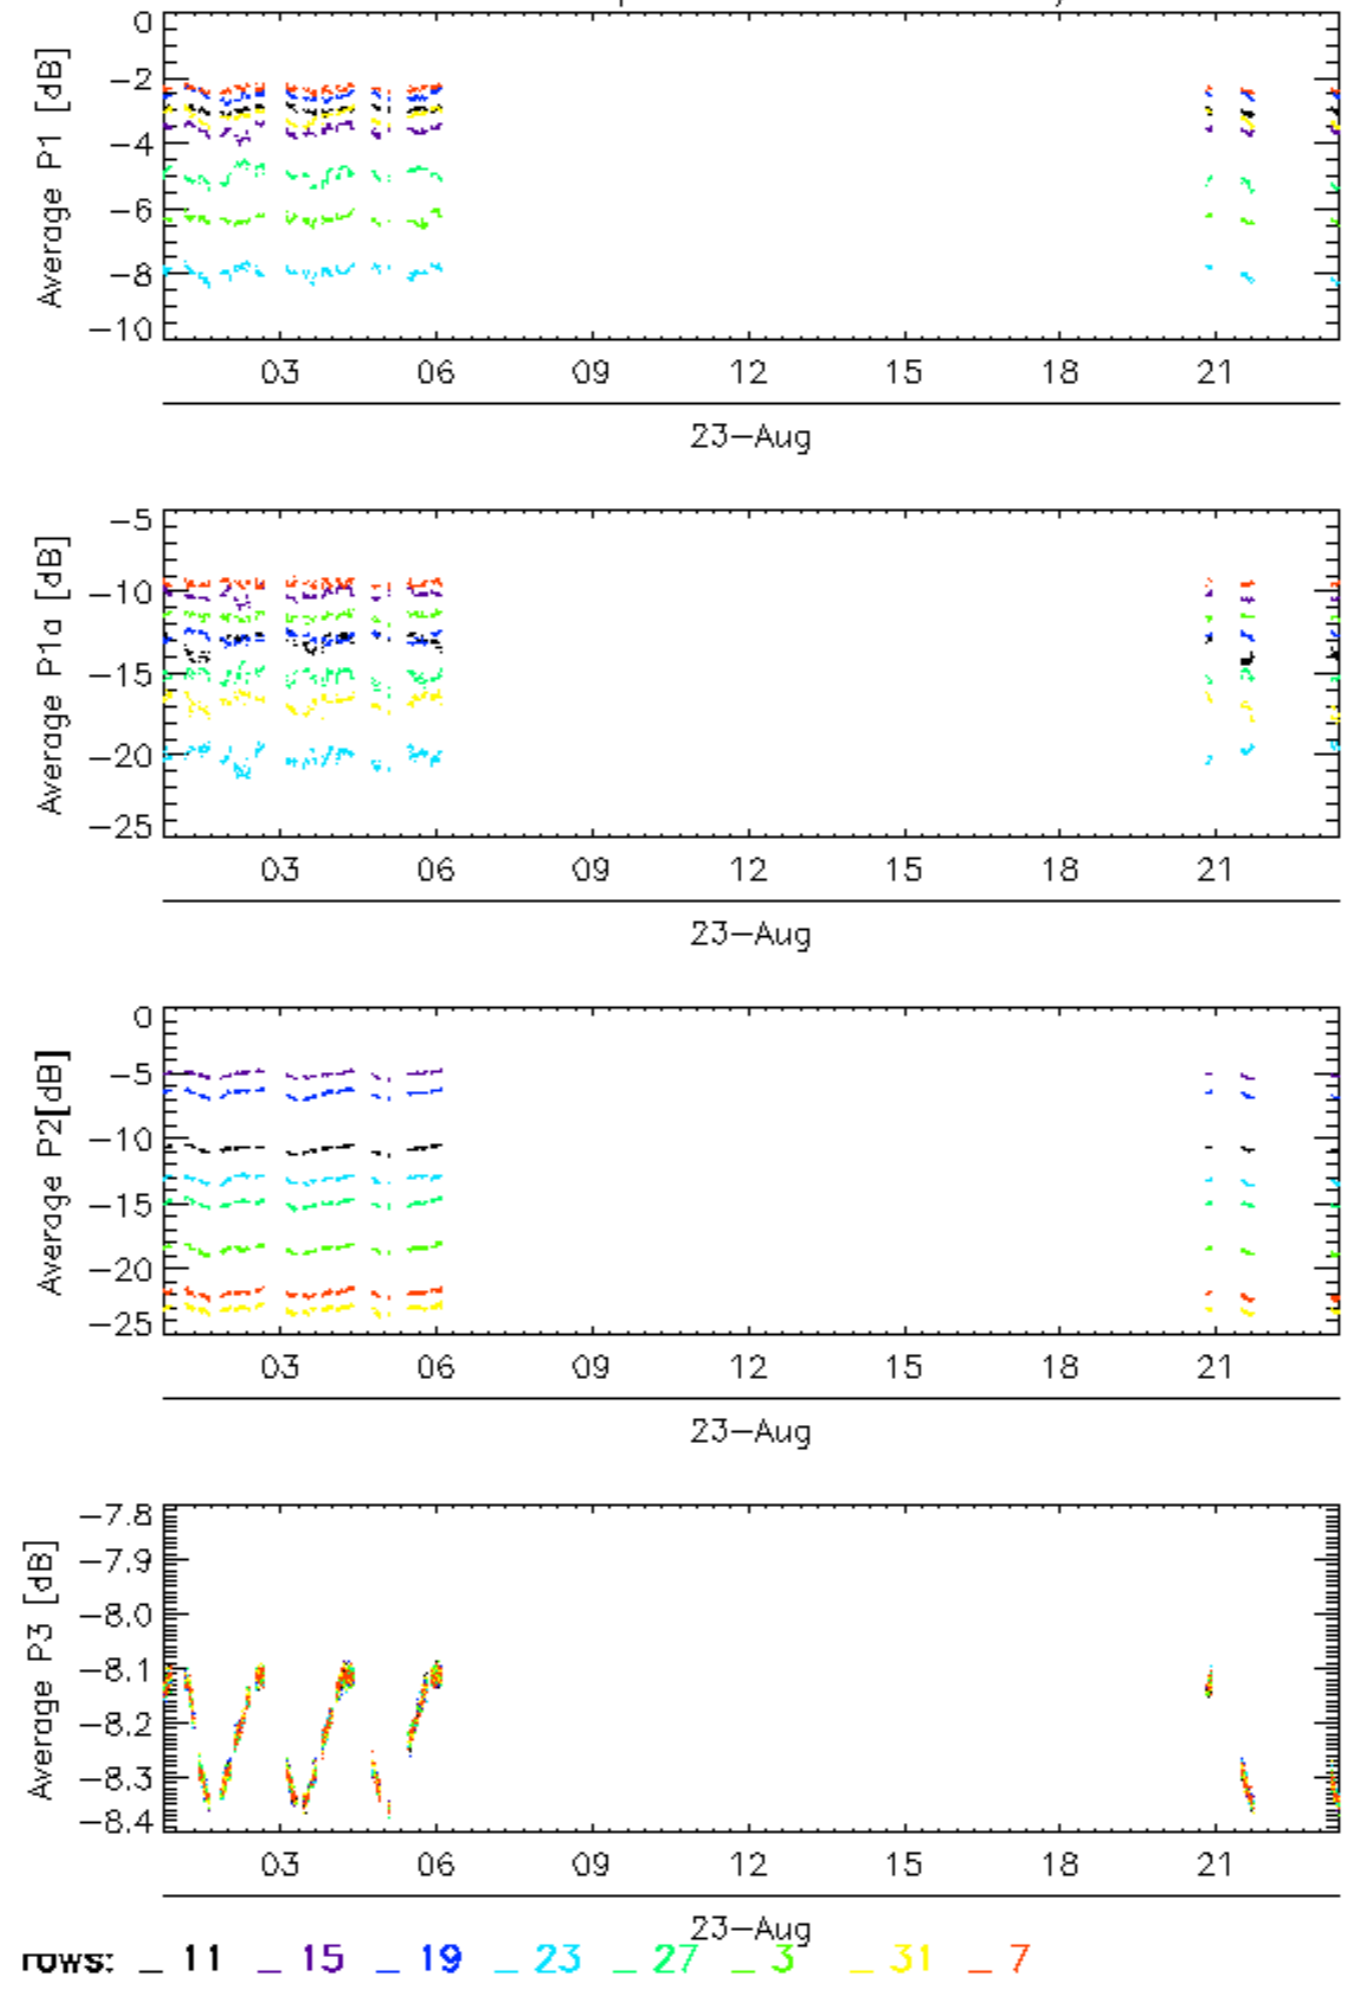 0
−2
−4
−6
−8
−10
Average P1 [dB]
03 06 09 12 15 18 21
23−Aug
−5
−10
−15
−20
−25
Average P1a [dB]
03 06 09 12 15 18 21
23−Aug
0
−5
−10
−15
−20
−25
Average P2[dB]
03 06 09 12 15 18 21
23−Aug
−7.8
−7.9
−8.0
−8.1
−8.2
−8.3
−8.4
Average P3 [dB]
03 06 09 12 15 18 21
23−Aug
rows: _ 11 _ 15 _ 19 _ 23 _ 27 _ 3 _ 31 _ 7